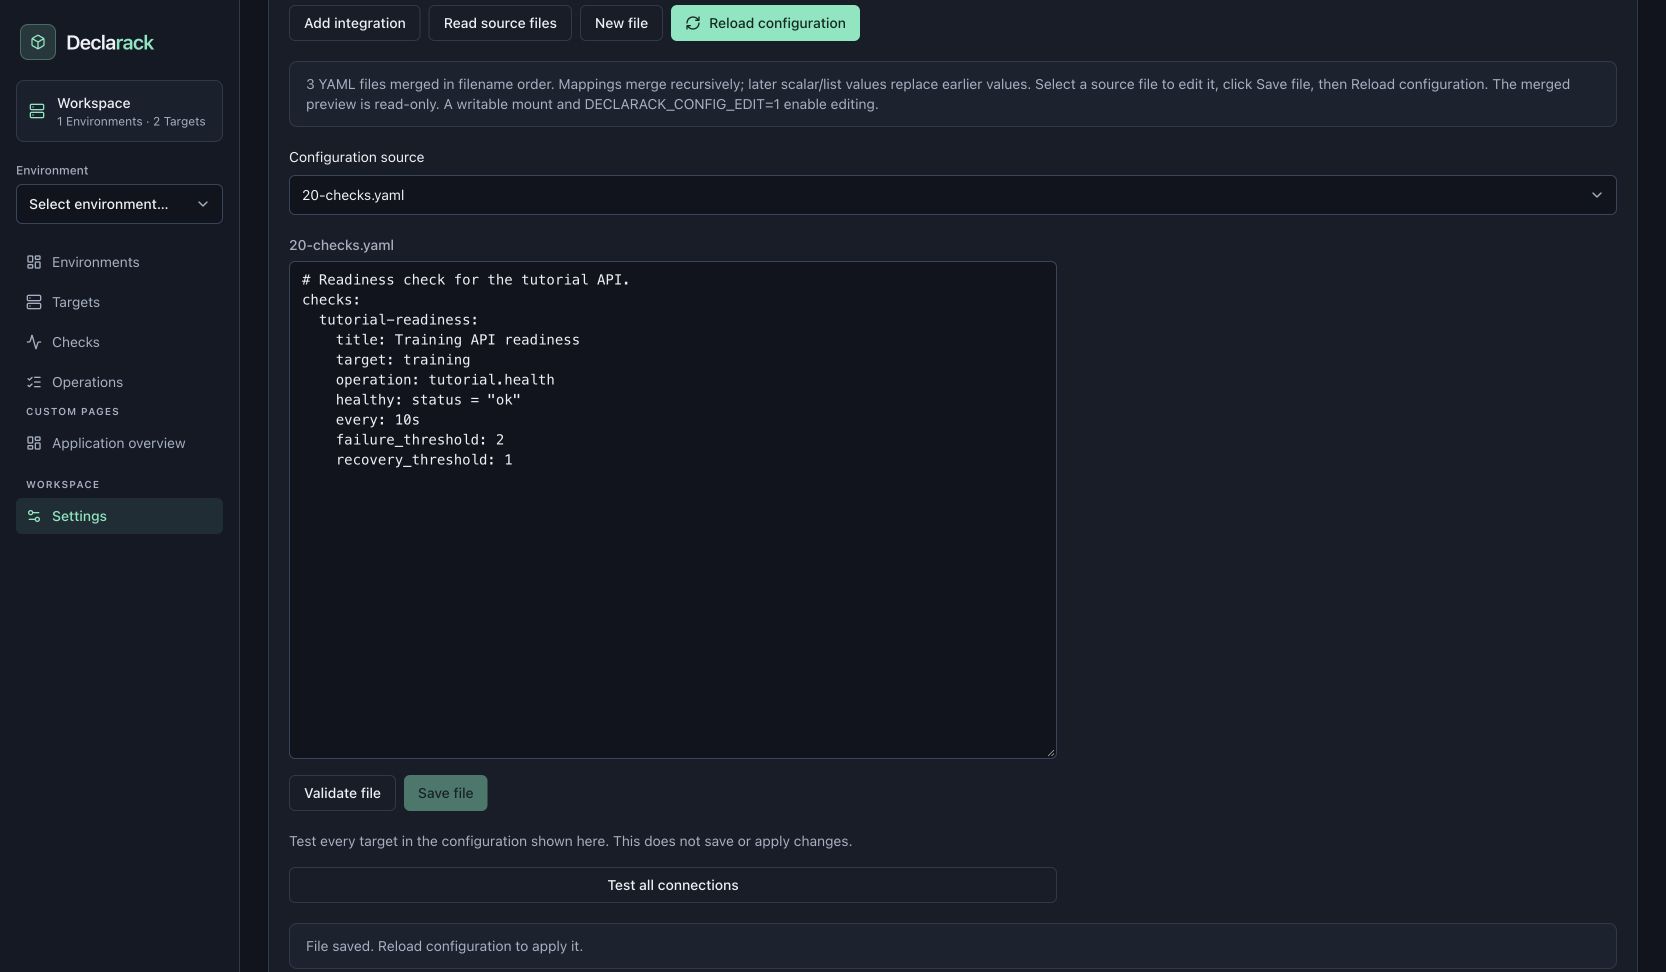 Declarack
Workspace
1 Environments · 2 Targets
Environment
Select environment...
Environments
Targets
Checks
Operations
CUSTOM PAGES
Application overview
WORKSPACE
Settings
Add integration
Read source files
New file
Reload configuration
3 YAML files merged in filename order. Mappings merge recursively; later scalar/list values replace earlier values. Select a source file to edit it, click Save file, then Reload configuration. The merged
preview is read-only. A writable mount and DECLARACK_CONFIG_EDIT=1 enable editing.
Configuration source
20-checks.yaml
20-checks.yaml
# Readiness check for the tutorial API.
checks:
  tutorial-readiness:
    title: Training API readiness
    target: training
    operation: tutorial.health
    healthy: status = "ok"
    every: 10s
    failure_threshold: 2
    recovery_threshold: 1
Validate file
Save file
Test every target in the configuration shown here. This does not save or apply changes.
Test all connections
File saved. Reload configuration to apply it.